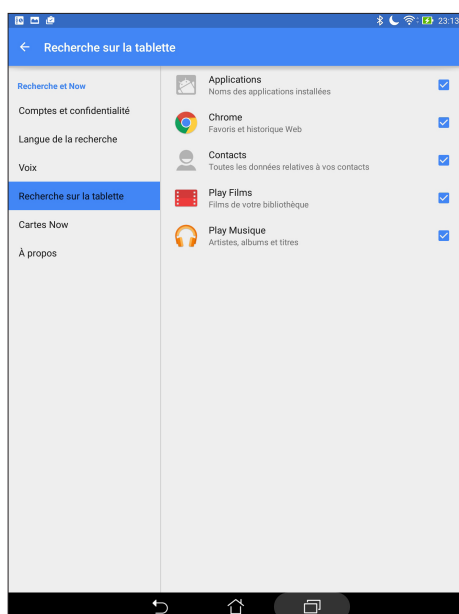 23:13
Recherche sur la tablette
Recherche et Now
Comptes et confidentialité
Langue de la recherche
Voix
Recherche sur la tablette
Cartes Now
À propos
Applications
Noms des applications installées
Chrome
Favoris et historique Web
Contacts
Toutes les données relatives à vos contacts
Play Films
Films de votre bibliothèque
Play Musique
Artistes, albums et titres